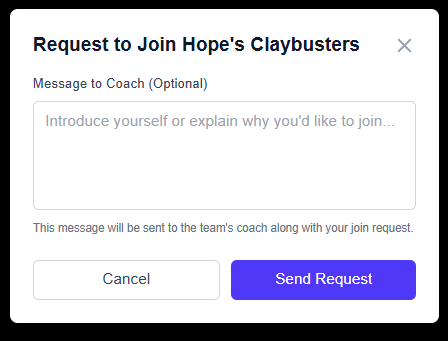 Request to Join Hope's Claybusters
Message to Coach (Optional)
Introduce yourself or explain why you'd like to join...
This message will be sent to the team's coach along with your join request.
Cancel
Send Request